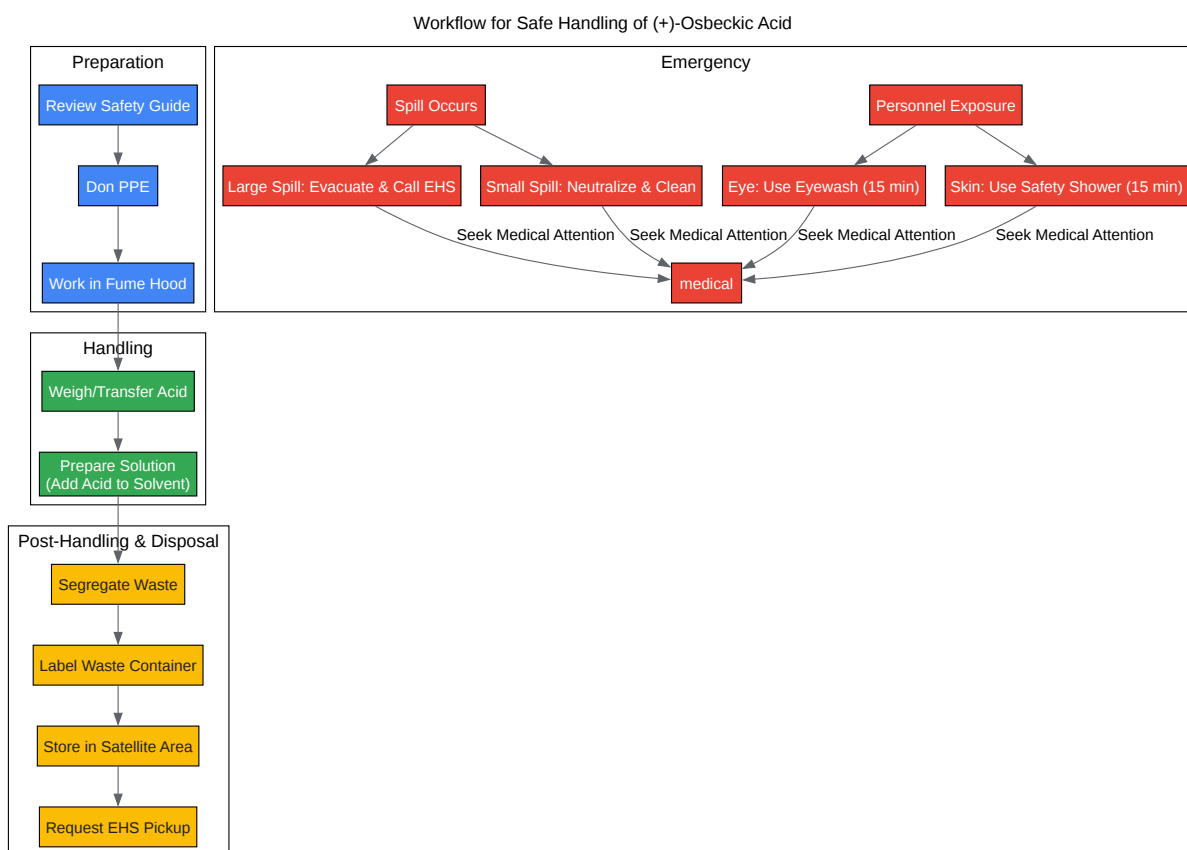 Workflow for Safe Handling of (+)-Osbeckic Acid
Preparation
Review Safety Guide
Don PPE
Work in Fume Hood
Handling
Weigh/Transfer Acid
Prepare Solution
(Add Acid to Solvent)
Post-Handling & Disposal
Segregate Waste
Label Waste Container
Store in Satellite Area
Request EHS Pickup
Emergency
Spill Occurs
Personnel Exposure
Large Spill: Evacuate & Call EHS
Small Spill: Neutralize & Clean
Eye: Use Eyewash (15 min)
Skin: Use Safety Shower (15 min)
Seek Medical Attention
Seek Medical Attention
Seek Medical Attention
Seek Medical Attention
medical